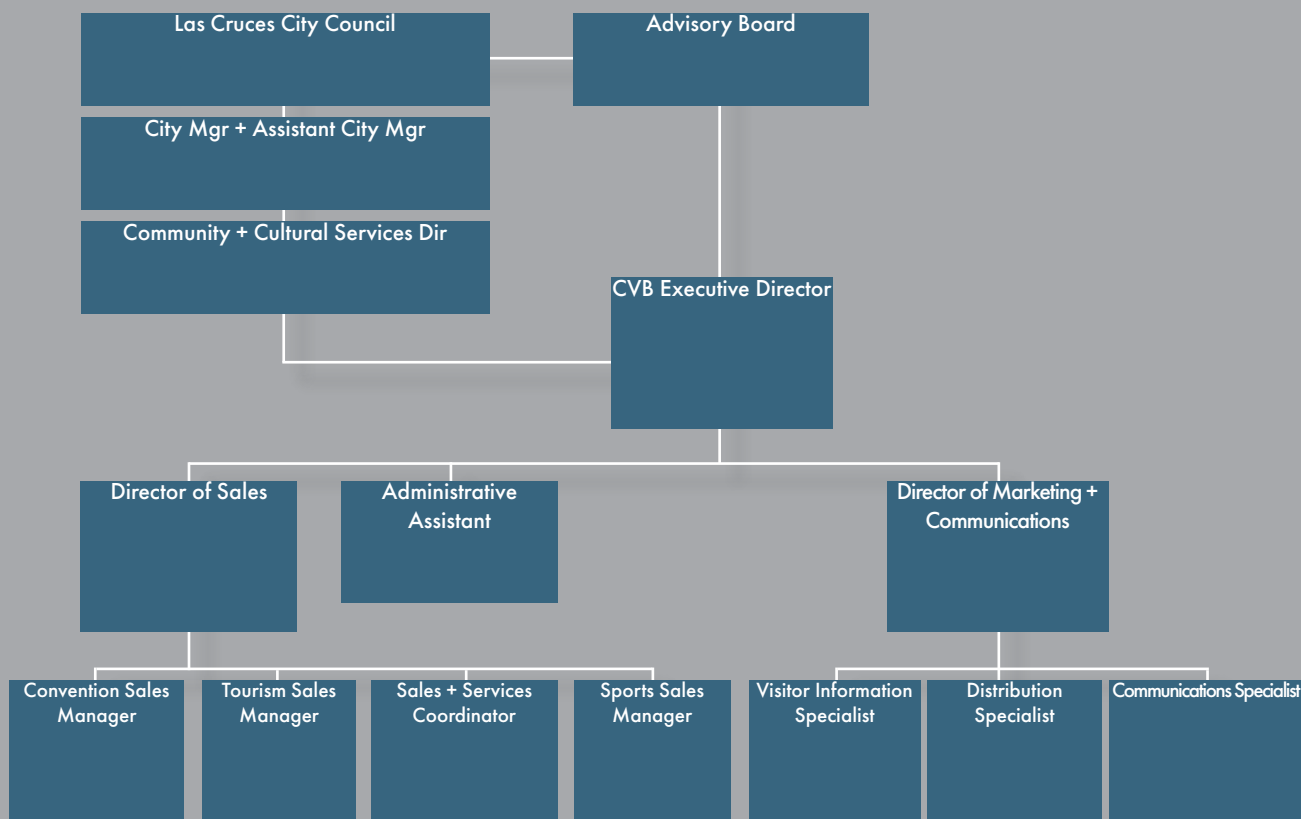 Las Cruces City Council
Advisory Board
City Mgr + Assistant City Mgr
Community + Cultural Services Dir
CVB Executive Director
Director of Sales
Administrative
Assistant
Director of Marketing +
Communications
Convention Sales
Manager
Tourism Sales
Manager
Sales + Services
Coordinator
Sports Sales
Manager
Visitor Information
Specialist
Distribution
Specialist
Communications Specialist